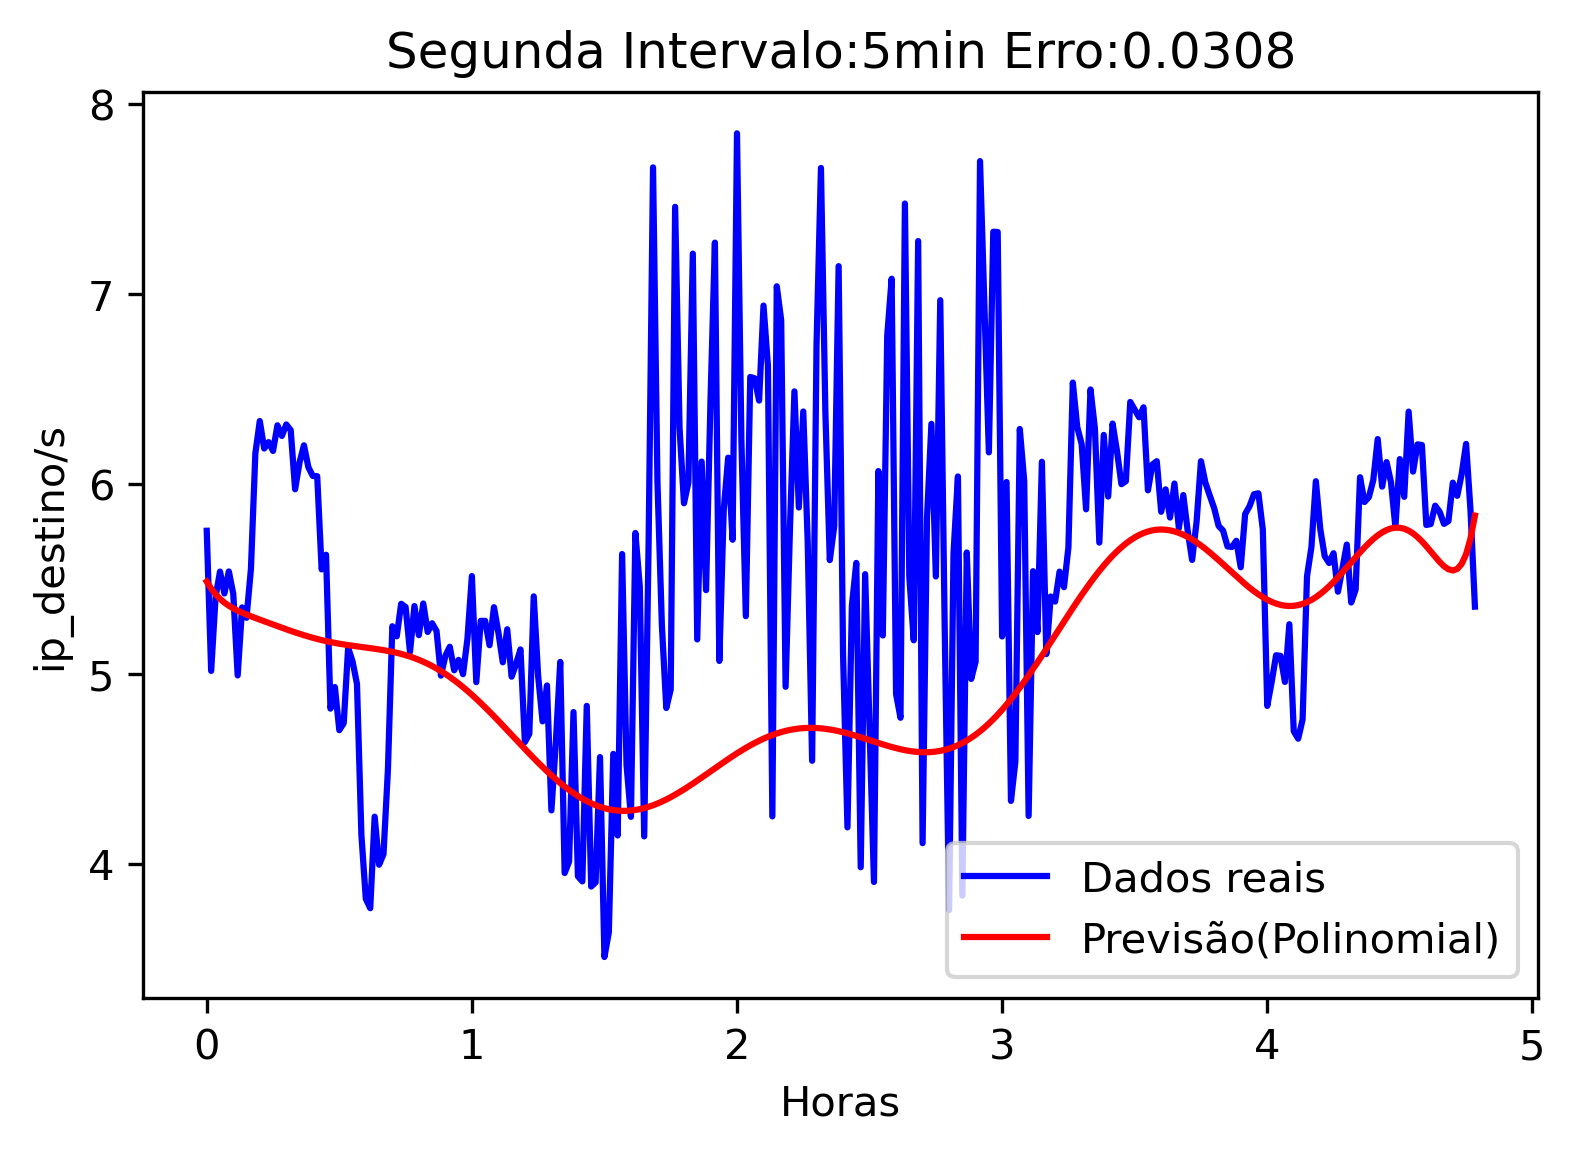 Segunda Intervalo:5min Erro:0.0308
8
7
6
5
4
ip_destino/s
Dados reais
Previsão(Polinomial)
0 1 2 3 4 5
Horas